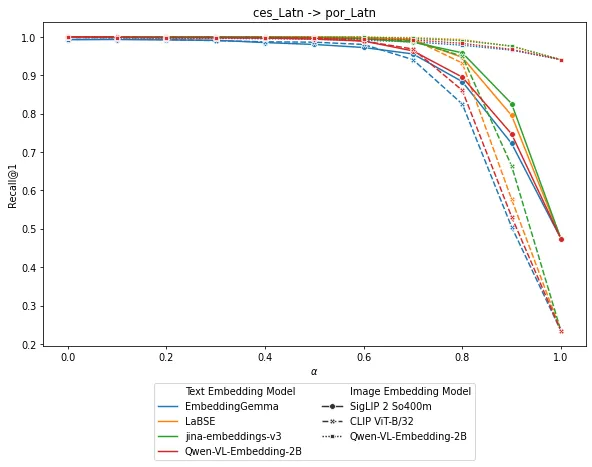 ces_Latn -> por_Latn
1.0
0.9
0.8
0.7
0.6
0.5
0.4
0.3
0.2
Recall@1
0.0 0.2 0.4 0.6 0.8 1.0
α
Text Embedding Model Image Embedding Model
EmbeddingGemma SigLIP 2 So400m
LaBSE CLIP ViT-B/32
jina-embeddings-v3 Qwen-VL-Embedding-2B
Qwen-VL-Embedding-2B